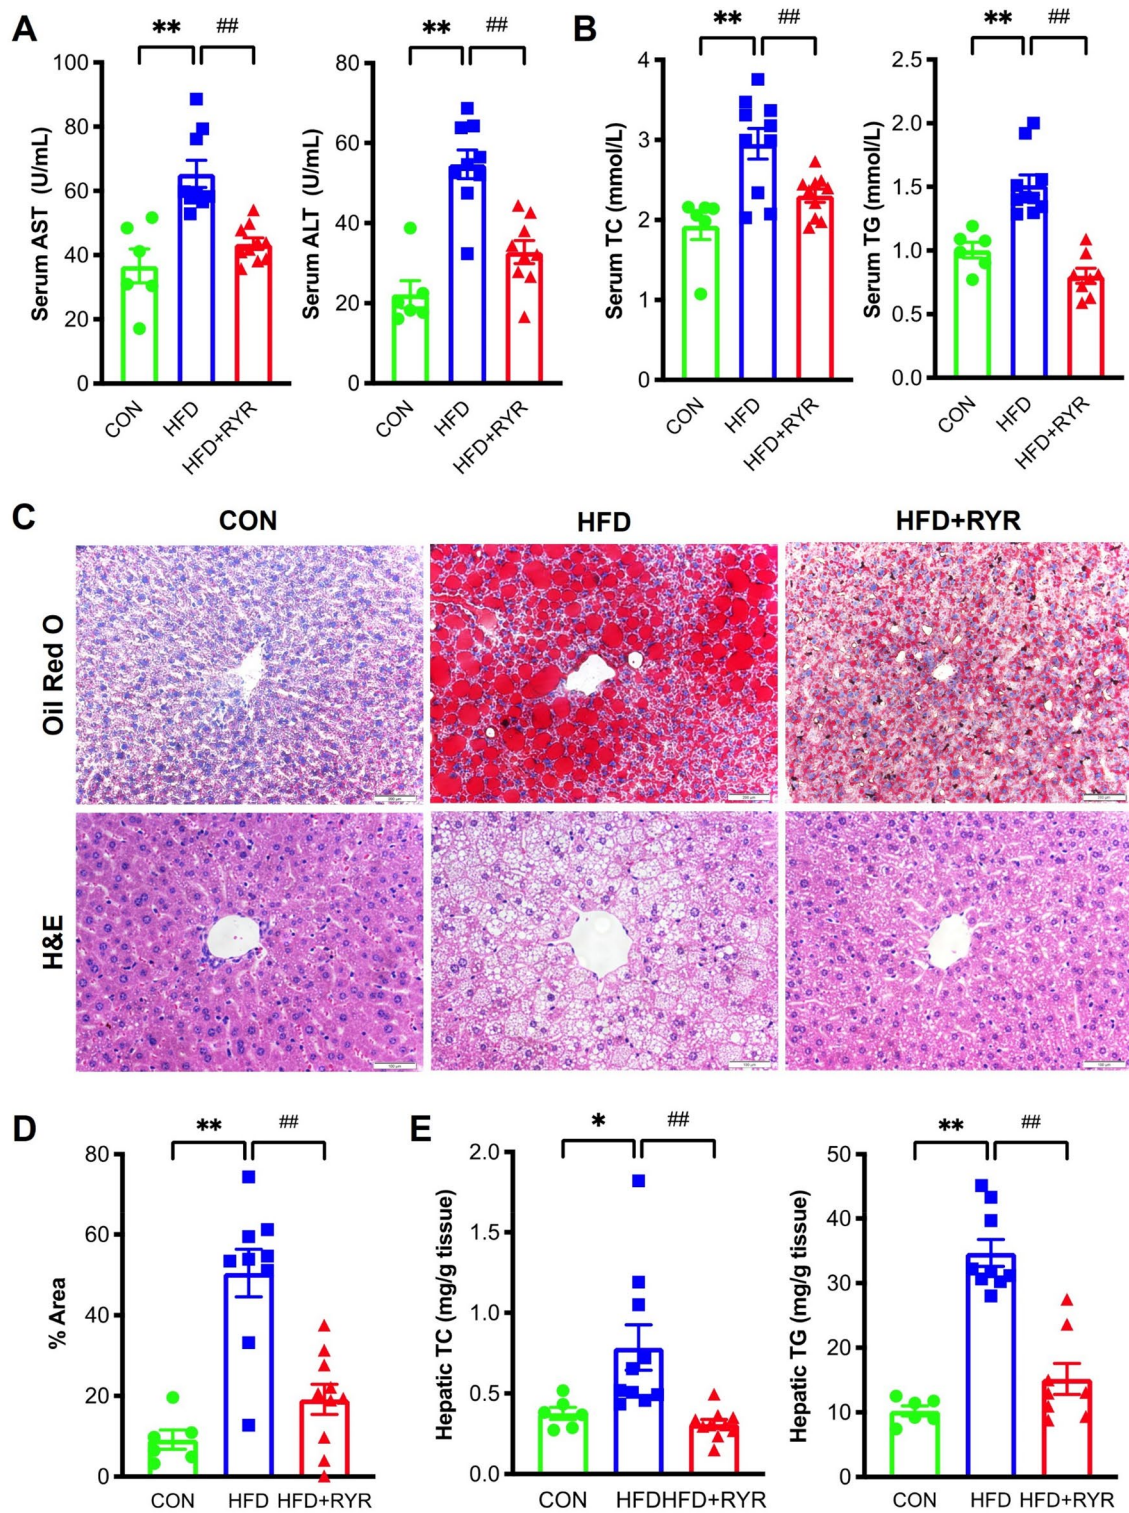 A
** ##
Serum AST (U/mL)
100
80
60
40
20
0
CON
HFD
HFD+RYR
** ##
Serum ALT (U/mL)
80
60
40
20
0
CON
HFD
HFD+RYR
B
** ##
Serum TC (mmol/L)
4
3
2
1
0
CON
HFD
HFD+RYR
** ##
Serum TG (mmol/L)
2.5
2.0
1.5
1.0
0.5
0.0
CON
HFD
HFD+RYR
C
CON HFD HFD+RYR
Oil Red O
H&E
D
** ##
% Area
80
60
40
20
0
CON HFD HFD+RYR
E
* ##
Hepatic TC (mg/g tissue)
2.0
1.5
1.0
0.5
0.0
CON HFD HFD+RYR
** ##
Hepatic TG (mg/g tissue)
50
40
30
20
10
0
CON HFD HFD+RYR